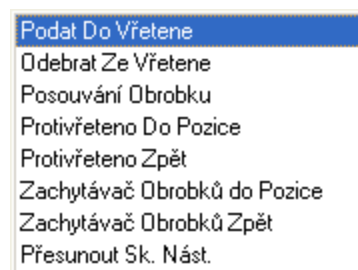 Podat Do Vřetene
Odebrat Ze Vřetene
Posouvání Obrobku
Protivřeteno Do Pozice
Protivřeteno Zpět
Zachytávač Obrobků do Pozice
Zachytávač Obrobků Zpět
Přesunout Sk. Nást.